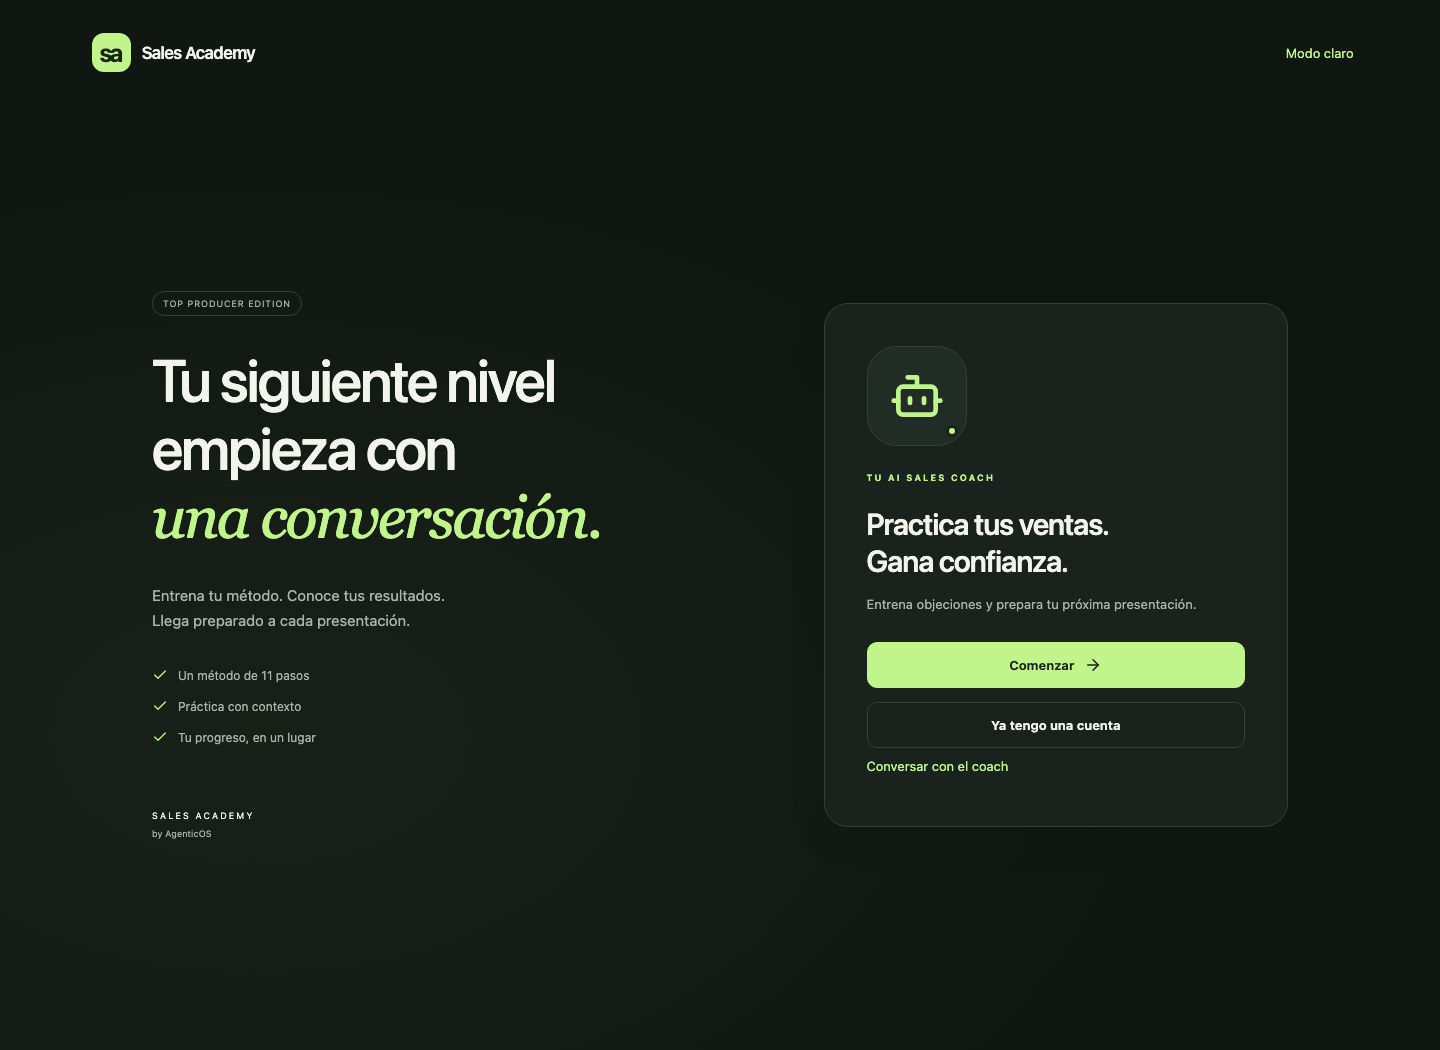 sa
Sales Academy
Modo claro
TOP PRODUCER EDITION
Tu siguiente nivel
empieza con
una conversación.
Entrena tu método. Conoce tus resultados.
Llega preparado a cada presentación.
Un método de 11 pasos
Práctica con contexto
Tu progreso, en un lugar
SALES ACADEMY
by AgenticOS
TU AI SALES COACH
Practica tus ventas.
Gana confianza.
Entrena objeciones y prepara tu próxima presentación.
Comenzar
Ya tengo una cuenta
Conversar con el coach